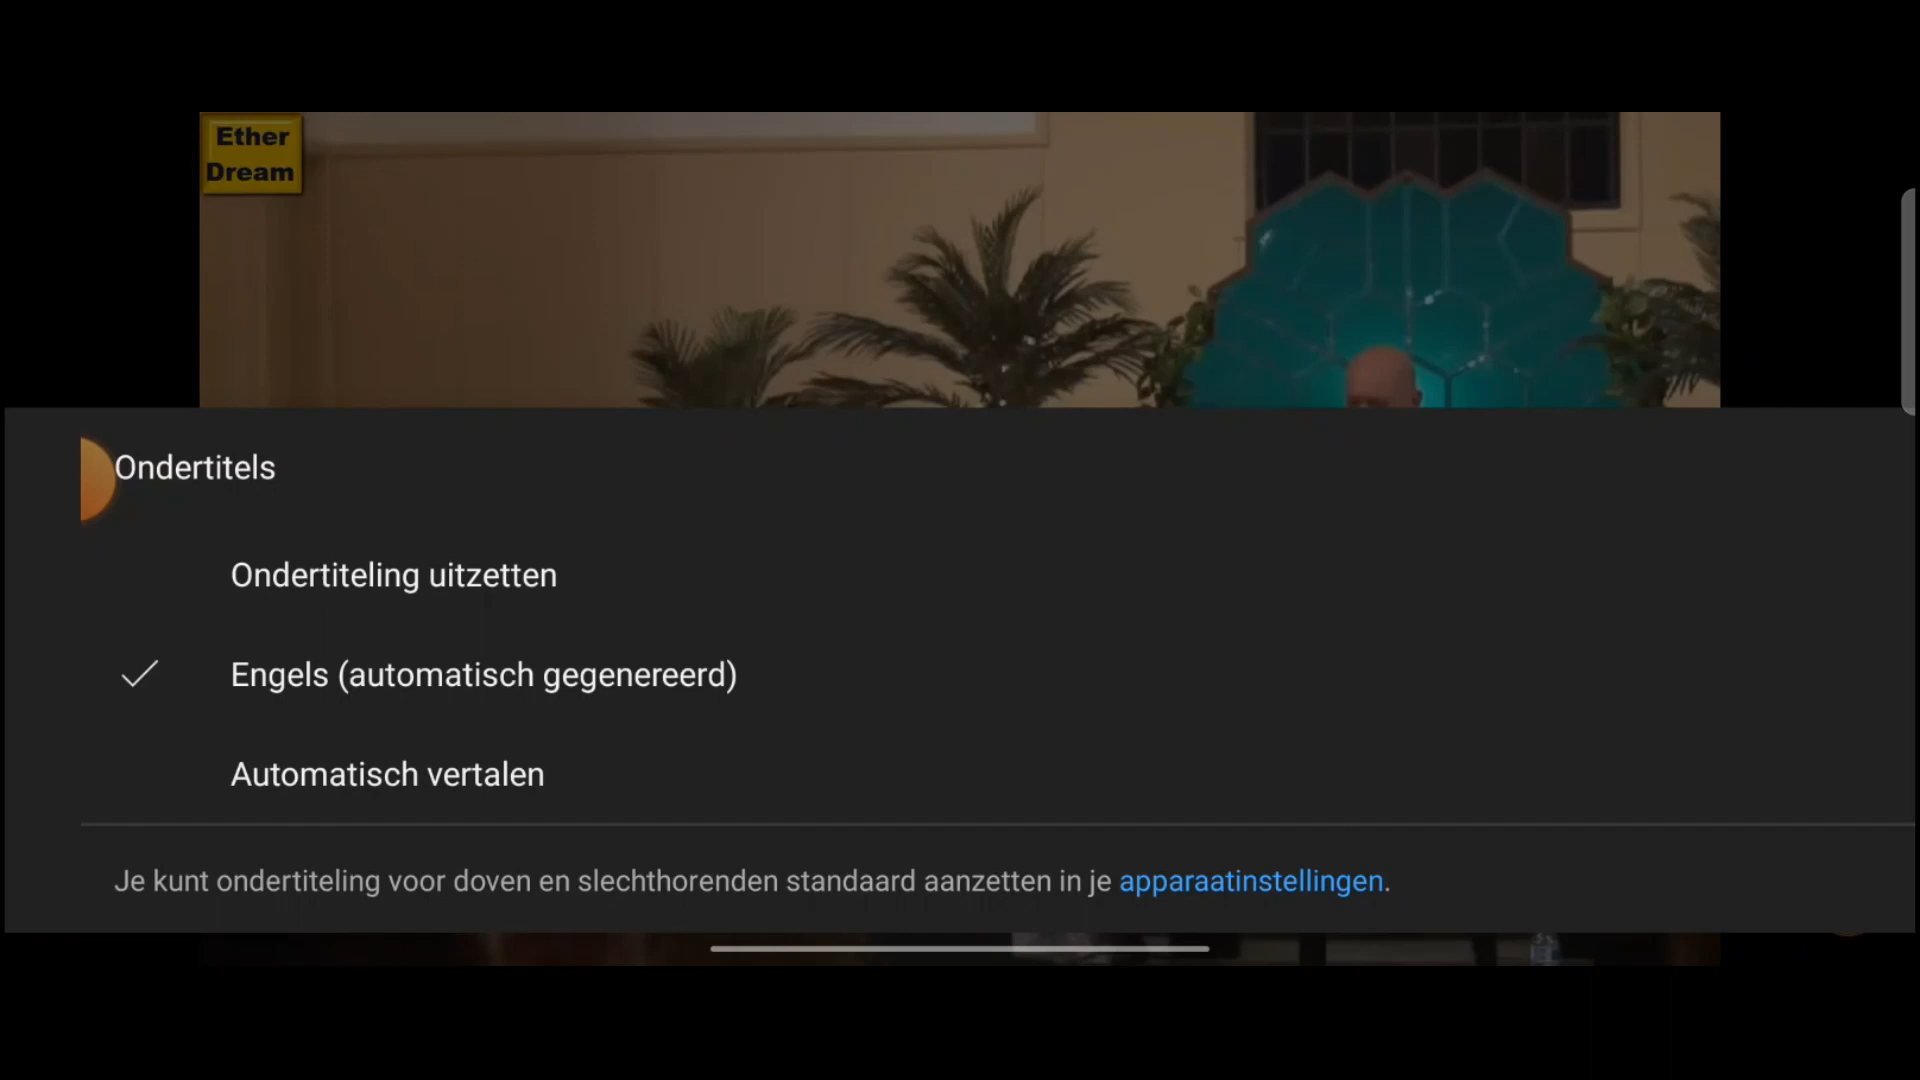 Ether
Dream
Ondertitels
Ondertiteling uitzetten
Engels (automatisch gegenereerd)
Automatisch vertalen
Je kunt ondertiteling voor doven en slechthorenden standaard aanzetten in je apparaatinstellingen.